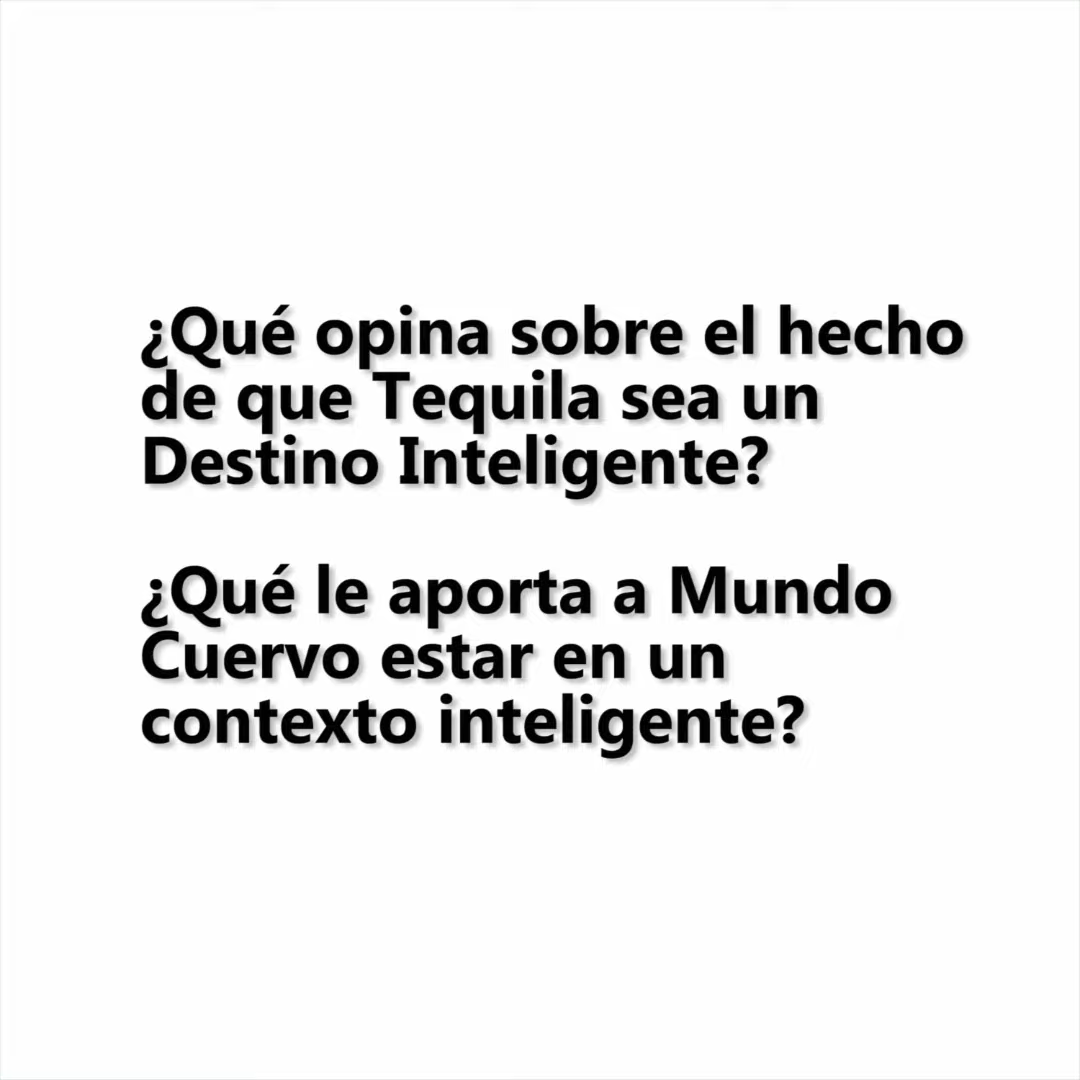 ¿Qué opina sobre el hecho
de que Tequila sea un
Destino Inteligente?
¿Qué le aporta a Mundo
Cuervo estar en un
contexto inteligente?